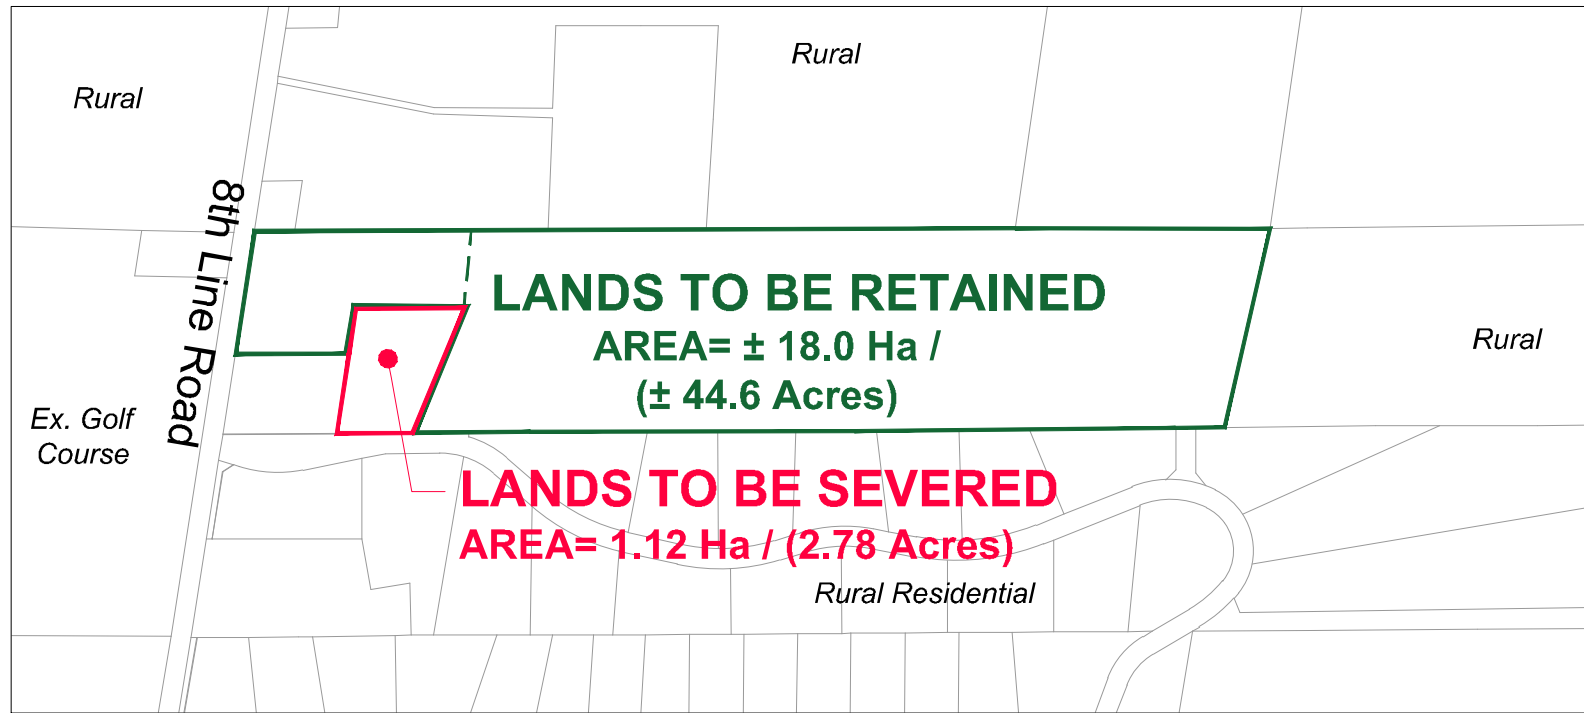 Rural
Rural
8th Line Road
LANDS TO BE RETAINED
AREA= ± 18.0 Ha /
(± 44.6 Acres)
Rural
Ex. Golf
Course
LANDS TO BE SEVERED
AREA= 1.12 Ha / (2.78 Acres)
Rural Residential